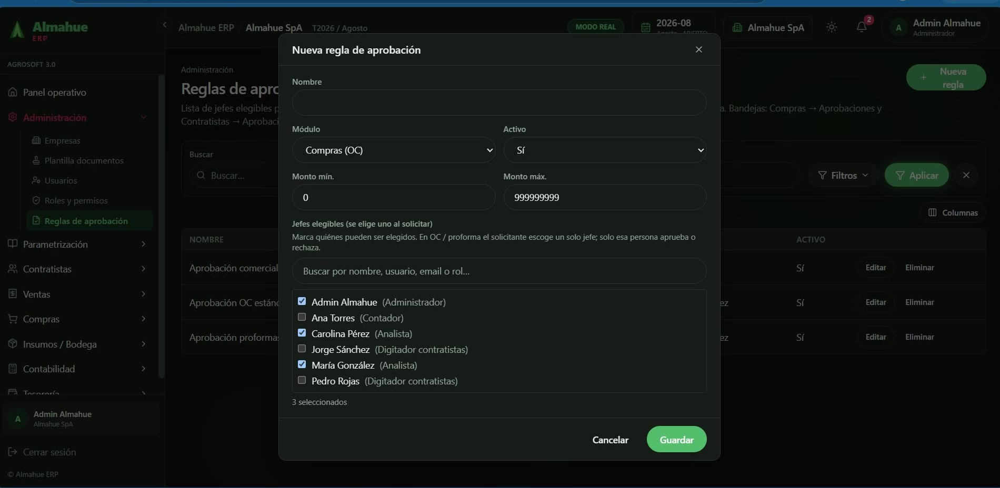 Almahue
ERP
Almahue ERP / Almahue SpA T2026 / Agosto
MODO REAL
2026-08
Agosto · ABIERTO
Almahue SpA
2
A
Admin Almahue
Administrador
AGROSOFT 3.0
Panel operativo
Administración
Empresas
Plantilla documentos
Usuarios
Roles y permisos
Reglas de aprobación
Parametrización
Contratistas
Ventas
Compras
Insumos / Bodega
Contabilidad
Tesorería
A
Admin Almahue
Almahue SpA
Cerrar sesión
© Almahue ERP
Administración
Reglas de apro
Lista de jefes elegibles
a. Bandejas: Compras → Aprobaciones y
Contratistas → Aprobaci
+ Nueva
regla
Buscar
Buscar...
Filtros
Aplicar
Columnas
NOMBRE
ACTIVO
Aprobación comercial
Sí
Editar
Eliminar
Aprobación OC están
ez
Sí
Editar
Eliminar
Aprobación proformas
ez
Sí
Editar
Eliminar
Nueva regla de aprobación
Nombre
Módulo
Activo
Compras (OC)
Sí
Monto mín.
Monto máx.
0
999999999
Jefes elegibles (se elige uno al solicitar)
Marca quiénes pueden ser elegidos. En OC / proforma el solicitante escoge un solo jefe; solo esa persona aprueba o
rechaza.
Buscar por nombre, usuario, email o rol...
Admin Almahue (Administrador)
Ana Torres (Contador)
Carolina Pérez (Analista)
Jorge Sánchez (Digitador contratistas)
María González (Analista)
Pedro Rojas (Digitador contratistas)
3 seleccionados
Cancelar
Guardar